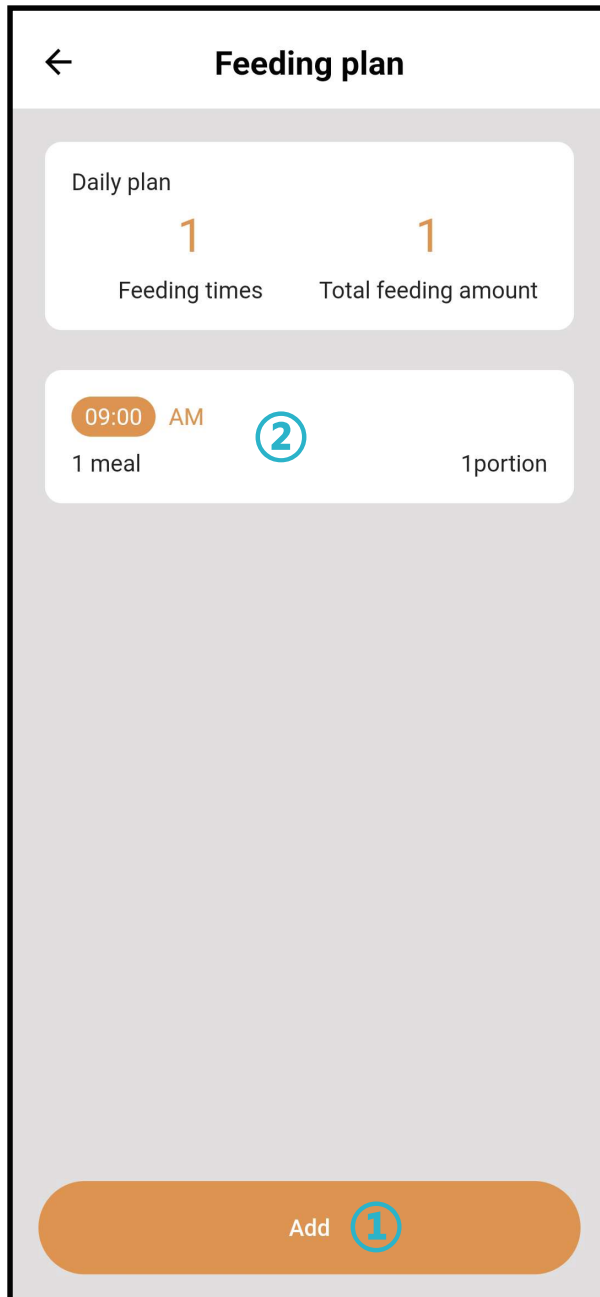 Feeding plan
Daily plan
1 1
Feeding times Total feeding amount
09:00 AM
②
1 meal 1portion
Add ①